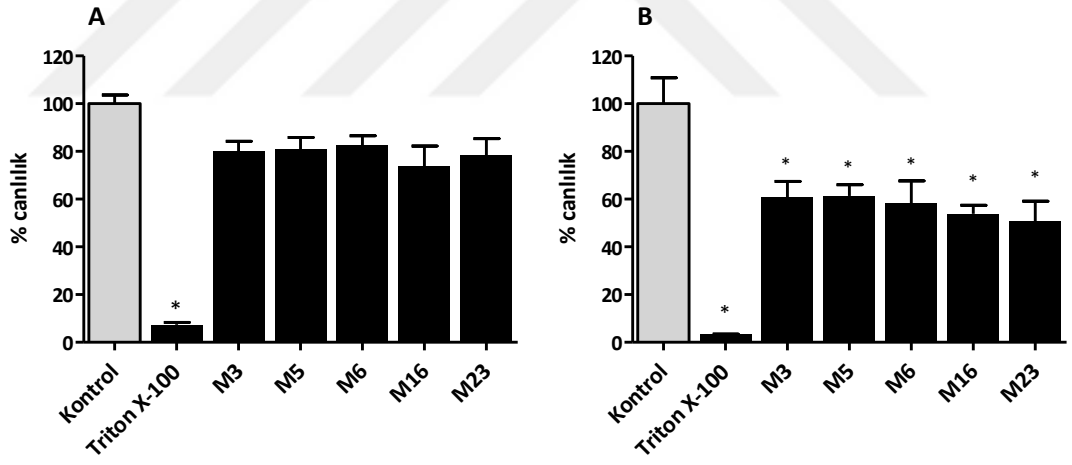 A
120
100
80
60
40
20
0
% canlılık
*
Kontrol
Triton X-100
M3
M5
M6
M16
M23
B
120
100
80
60
40
20
0
% canlılık
*
*
*
*
*
*
Kontrol
Triton X-100
M3
M5
M6
M16
M23